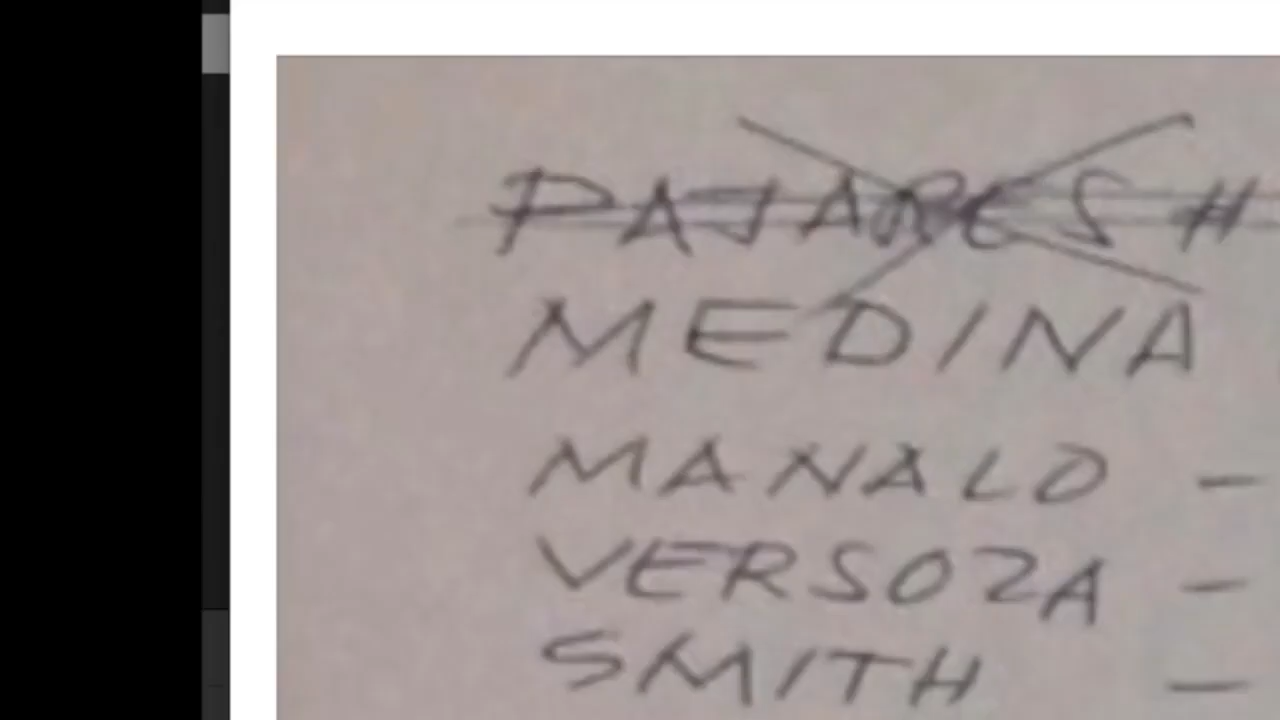 PAJARES H
MEDINA
MANALO -
VERSOZA -
SMITH -